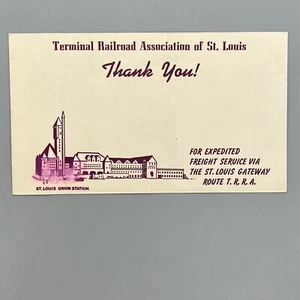 Terminal Railroad Association of St. Louis
Thank You!
FOR EXPEDITED
FREIGHT SERVICE VIA
THE ST. LOUIS GATEWAY
ROUTE T. R. R. A.
ST. LOUIS UNION STATION